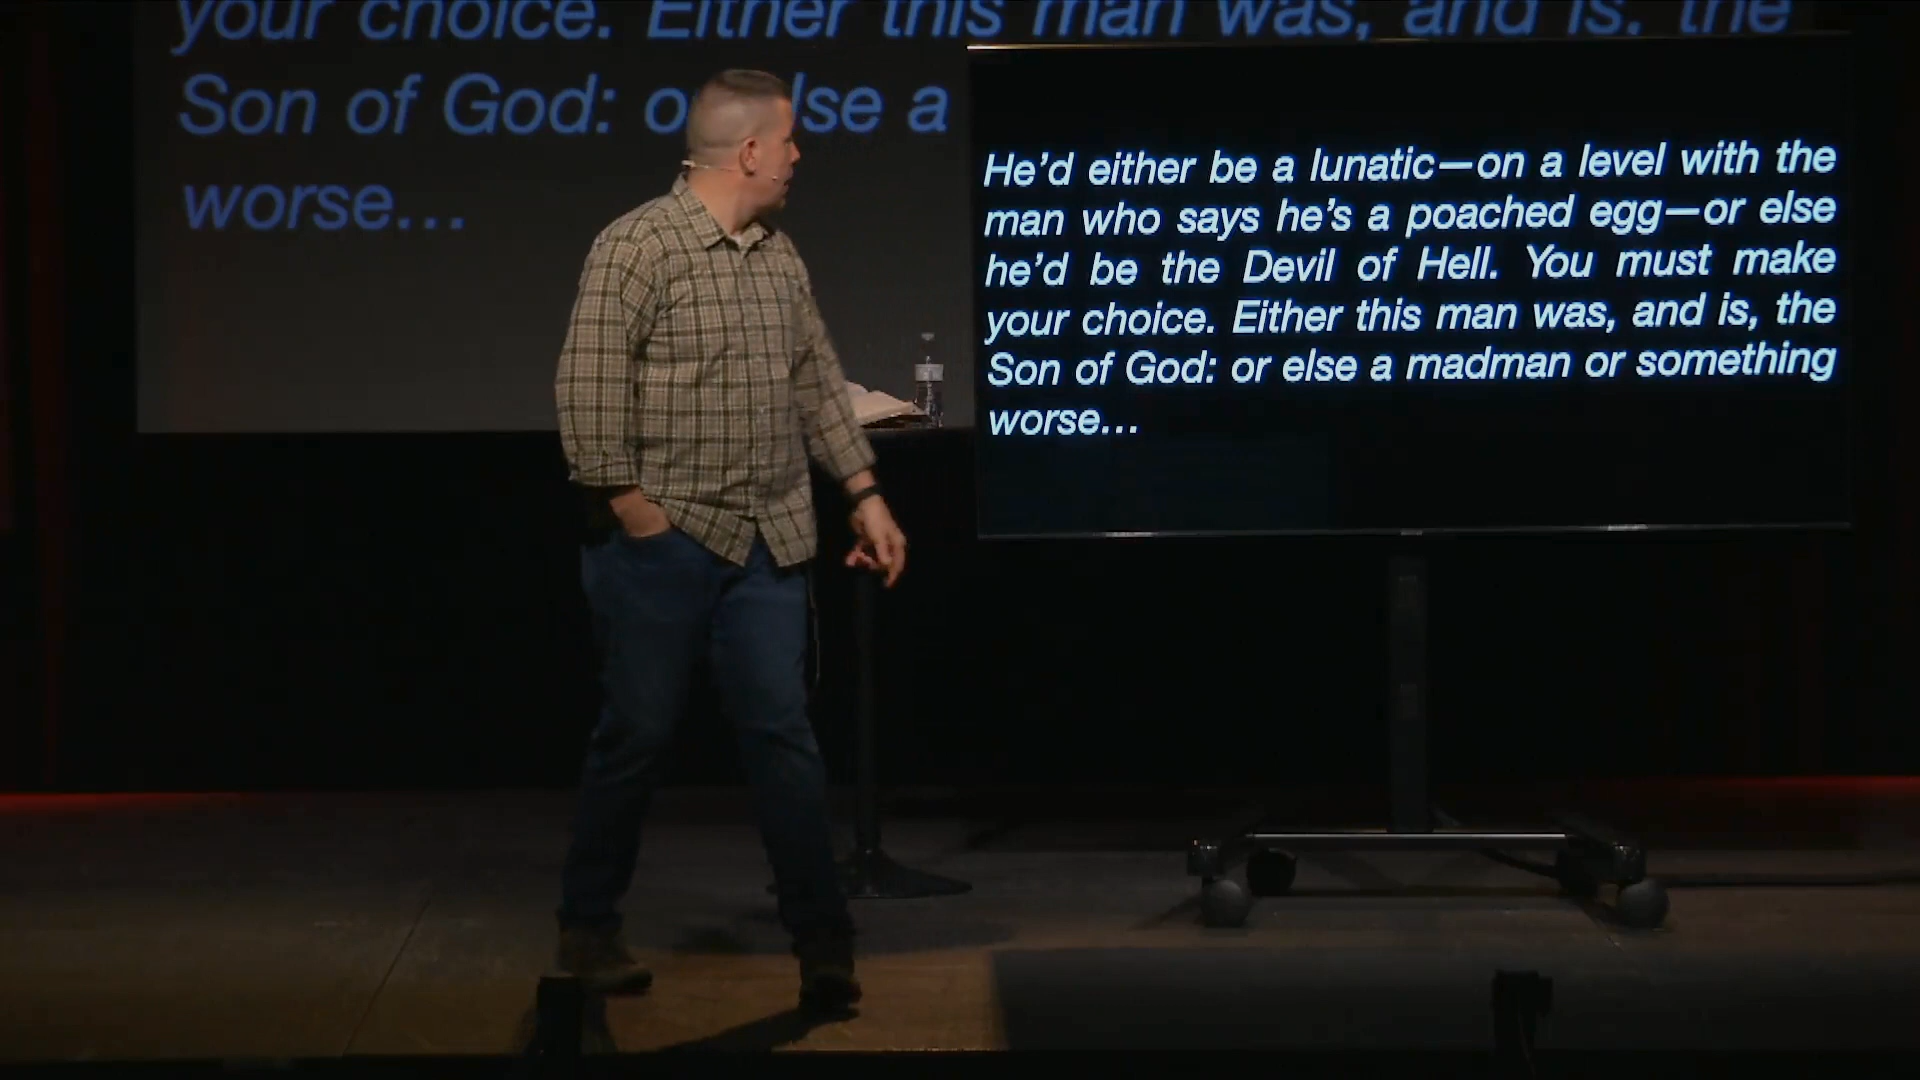 your choice. Either this man was, and is, the
Son of God: or else a
worse...
He'd either be a lunatic—on a level with the
man who says he's a poached egg—or else
he'd be the Devil of Hell. You must make
your choice. Either this man was, and is, the
Son of God: or else a madman or something
worse...